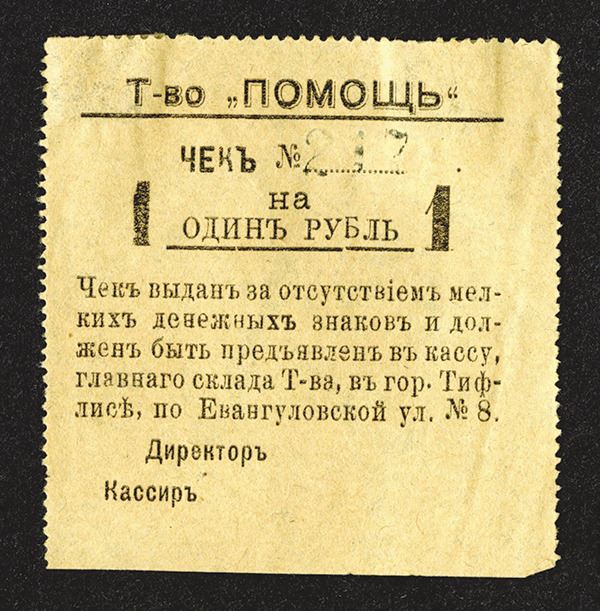 Т-во „ПОМОЩЬ“
ЧЕКЪ № 217
на
1 ОДИНЪ РУБЛЬ 1
Чекъ выданъ за отсутствіемъ мел-
кихъ денежныхъ знаковъ и дол-
женъ быть предъявленъ въ кассу,
главнаго склада Т-ва, въ гор. Тиф-
лисѣ, по Евангуловской ул. № 8.
Директоръ
Кассиръ